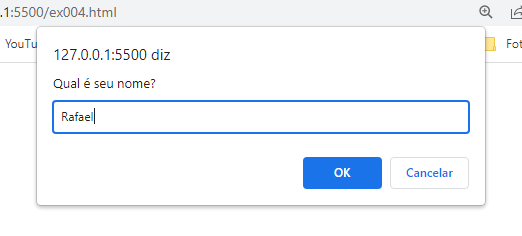 .1:5500/ex004.html
YouTu
Fot
127.0.0.1:5500 diz
Qual é seu nome?
Rafael
OK
Cancelar